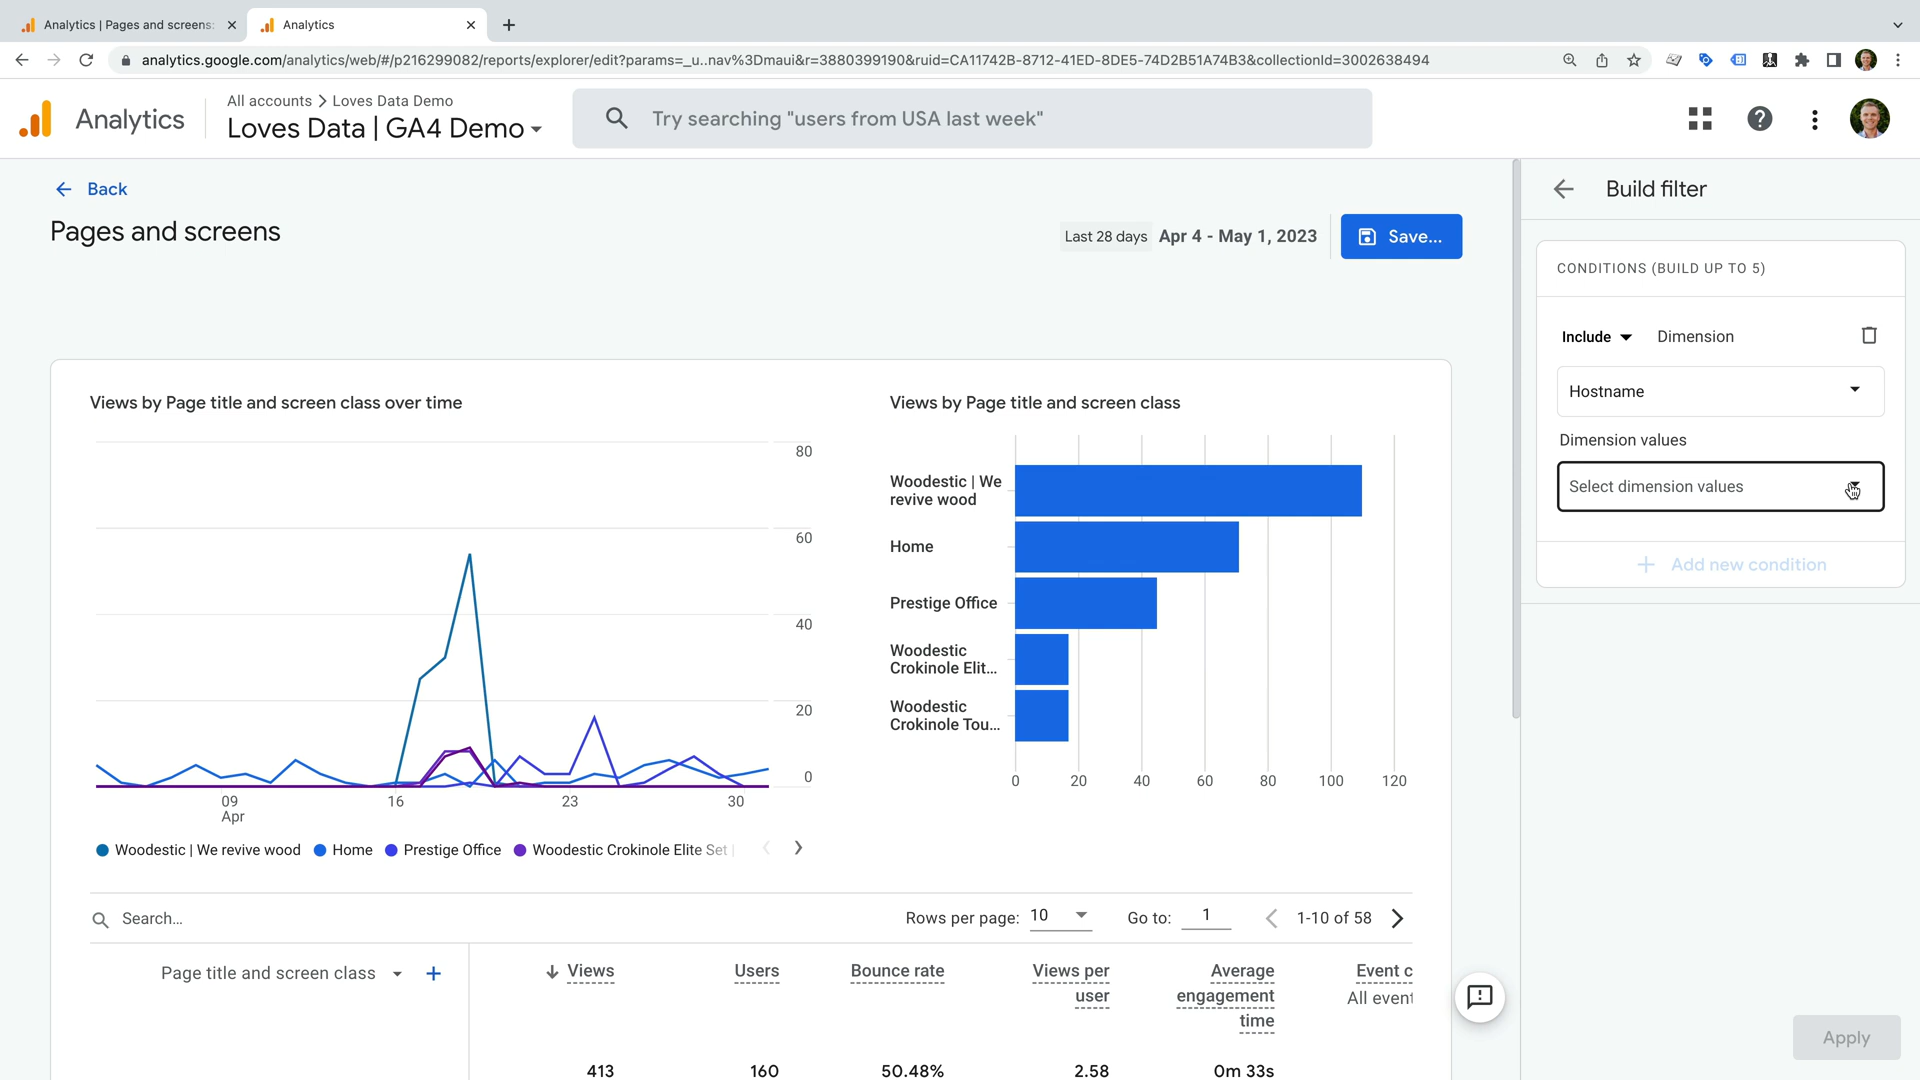 Analytics | Pages and screens:
Analytics
analytics.google.com/analytics/web/#/p216299082/reports/explorer/edit?params=_u..nav%3Dmaui&r=3880399190&ruid=CA11742B-8712-41ED-8DE5-74D2B51A74B3&collectionId=3002638494
Analytics
All accounts > Loves Data Demo
Loves Data | GA4 Demo
Try searching "users from USA last week"
Back
Pages and screens
Last 28 days Apr 4 - May 1, 2023
Save...
Views by Page title and screen class over time
80
60
40
20
0
09
Apr
16
23
30
Woodestic | We revive wood
Home
Prestige Office
Woodestic Crokinole Elite Set |
Views by Page title and screen class
Woodestic | We
revive wood
Home
Prestige Office
Woodestic
Crokinole Elit...
Woodestic
Crokinole Tou...
0 20 40 60 80 100 120
Search...
Rows per page: 10
Go to: 1
1-10 of 58
Page title and screen class
Views
Users
Bounce rate
Views per
user
Average
engagement
time
Event c
All event
413
160
50.48%
2.58
0m 33s
Build filter
CONDITIONS (BUILD UP TO 5)
Include
Dimension
Hostname
Dimension values
Select dimension values
+ Add new condition
Apply